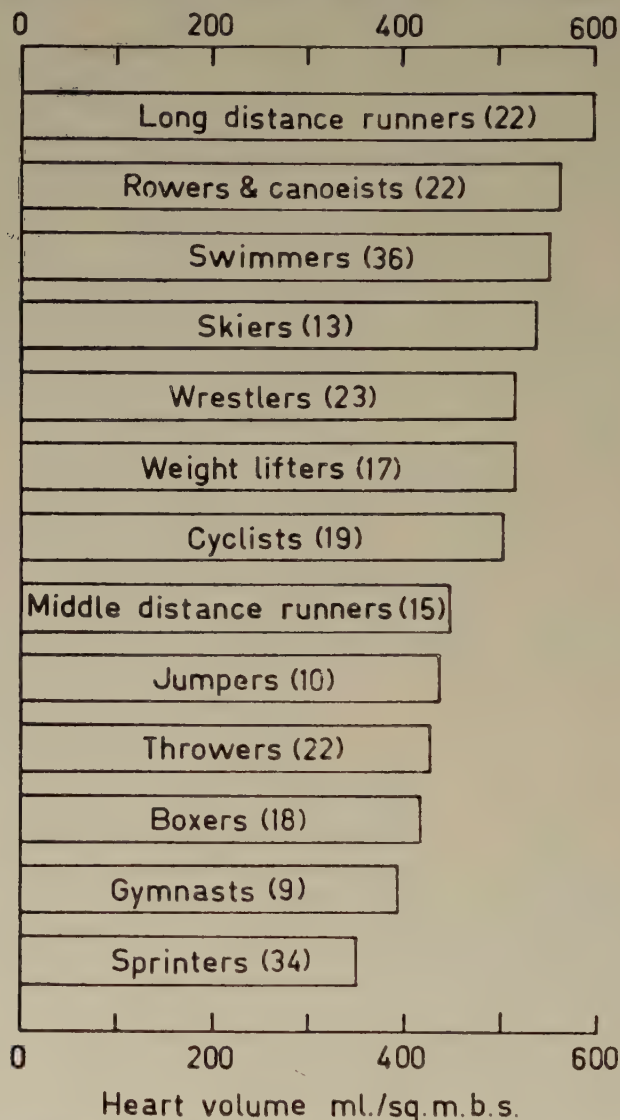 0 200 400 600
Long distance runners (22)
Rowers & canoeists (22)
Swimmers (36)
Skiers (13)
Wrestlers (23)
Weight lifters (17)
Cyclists (19)
Middle distance runners (15)
Jumpers (10)
Throwers (22)
Boxers (18)
Gymnasts (9)
Sprinters (34)
0 200 400 600
Heart volume ml./sq.m.b.s.